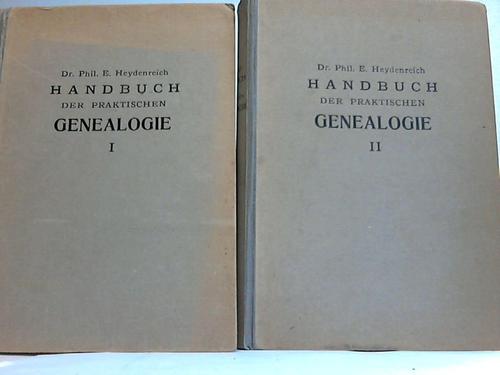 Dr. Phil. E. Heydenreich
HANDBUCH
DER PRAKTISCHEN
GENEALOGIE
I
Dr. Phil. E. Heydenreich
HANDBUCH
DER PRAKTISCHEN
GENEALOGIE
II